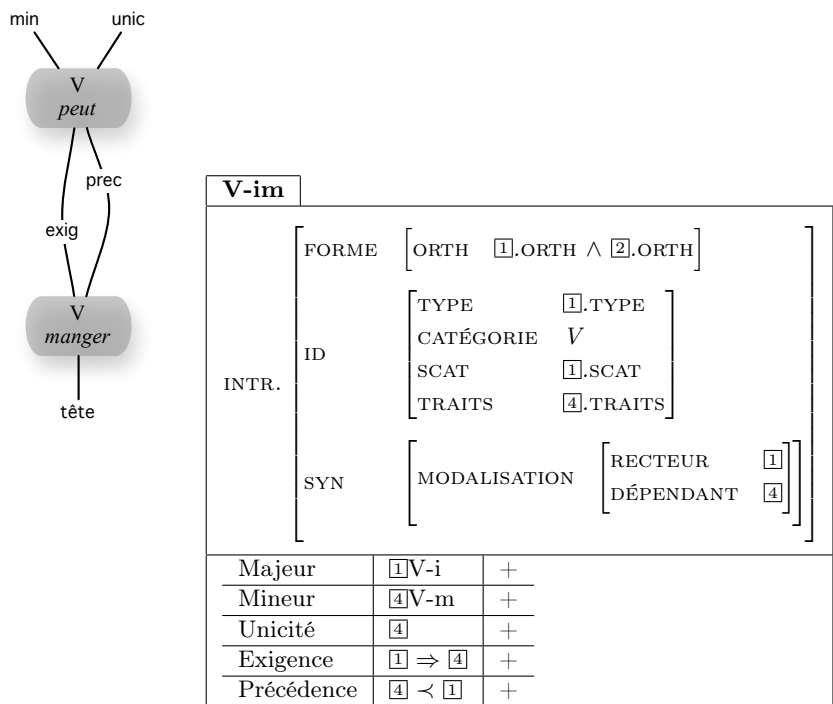 min unic
V
peut
prec
exig
V
manger
tête
V-im
INTR.
FORME [ORTH 1.ORTH ∧ 2.ORTH]
ID
TYPE 1.TYPE
CATÉGORIE V
SCAT 1.SCAT
TRAITS 4.TRAITS
SYN
MODALISATION
RECTEUR 1
DÉPENDANT 4
Majeur 1V-i +
Mineur 4V-m +
Unicité 4 +
Exigence 1 ⇒ 4 +
Précédence 4 ≺ 1 +